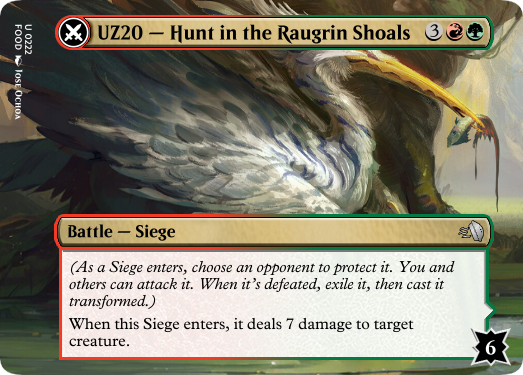 UZ20 — Hunt in the Raugrin Shoals 3
U 0222
FOOD Jose Ochoa
Battle — Siege
(As a Siege enters, choose an opponent to protect it. You and
others can attack it. When it's defeated, exile it, then cast it
transformed.)
When this Siege enters, it deals 7 damage to target
creature.
6